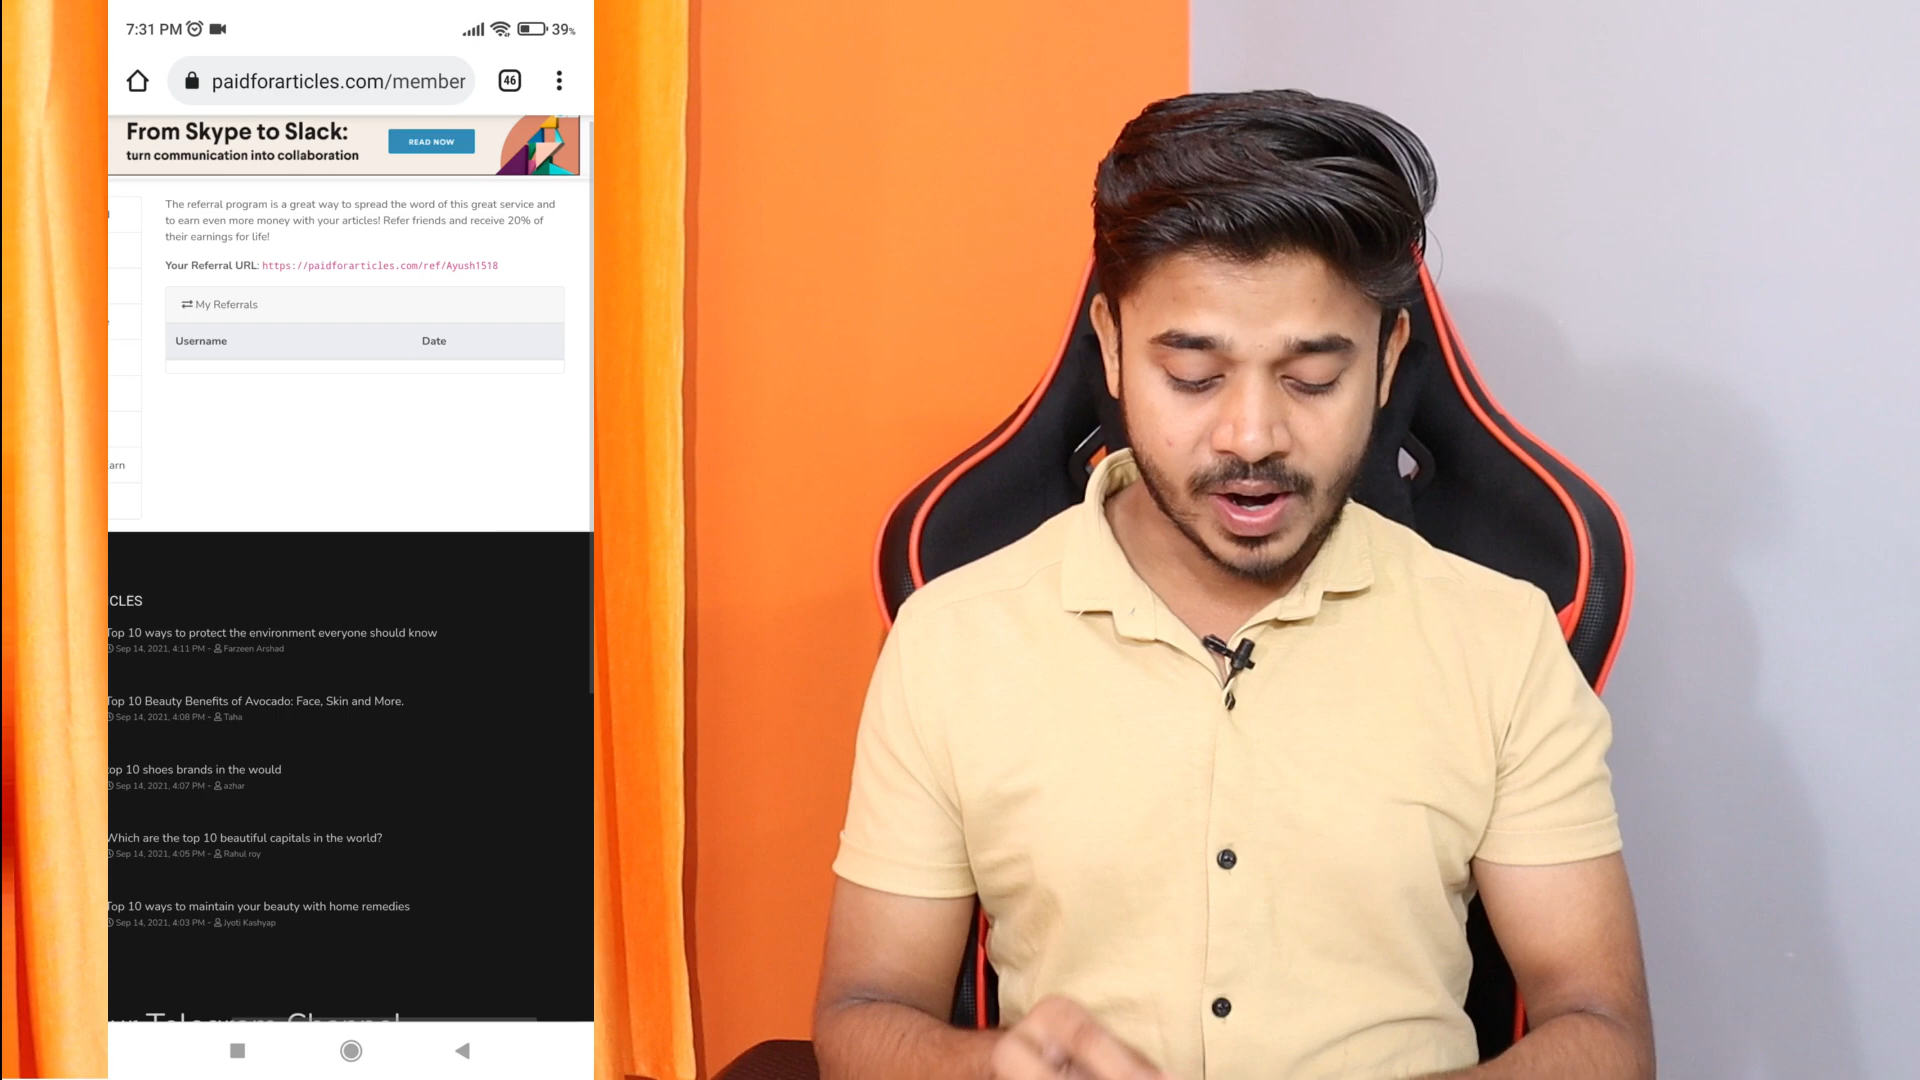 7:31 PM 39%
paidforarticles.com/member 46
From Skype to Slack:
turn communication into collaboration
READ NOW
The referral program is a great way to spread the word of this great service and
to earn even more money with your articles! Refer friends and receive 20% of
their earnings for life!
Your Referral URL: https://paidforarticles.com/ref/Ayush1518
My Referrals
Username Date
arn
CLES
Top 10 ways to protect the environment everyone should know
Sep 14, 2021, 4:11 PM - Farzeen Arshad
Top 10 Beauty Benefits of Avocado: Face, Skin and More.
Sep 14, 2021, 4:08 PM - Taha
top 10 shoes brands in the would
Sep 14, 2021, 4:07 PM - azhar
Which are the top 10 beautiful capitals in the world?
Sep 14, 2021, 4:05 PM - Rahul roy
Top 10 ways to maintain your beauty with home remedies
Sep 14, 2021, 4:03 PM - Jyoti Kashyap
Telegram Channel